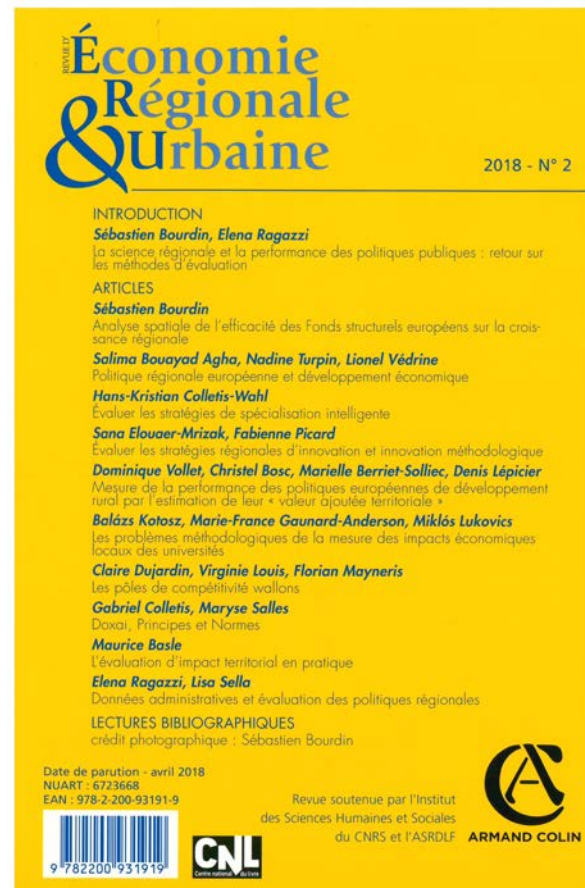 REVUE D'
Économie
Régionale
& Urbaine
2018 - N° 2
INTRODUCTION
Sébastien Bourdin, Elena Ragazzi
La science régionale et la performance des politiques publiques : retour sur
les méthodes d'évaluation
ARTICLES
Sébastien Bourdin
Analyse spatiale de l'efficacité des Fonds structurels européens sur la crois-
sance régionale
Salima Bouayad Agha, Nadine Turpin, Lionel Védrine
Politique régionale européenne et développement économique
Hans-Kristian Colletis-Wahl
Évaluer les stratégies de spécialisation intelligente
Sana Elouaer-Mrizak, Fabienne Picard
Évaluer les stratégies régionales d'innovation et innovation méthodologique
Dominique Vollet, Christel Bosc, Marielle Berriet-Solliec, Denis Lépicier
Mesure de la performance des politiques européennes de développement
rural par l'estimation de leur « valeur ajoutée territoriale »
Balázs Kotosz, Marie-France Gaunard-Anderson, Miklós Lukovics
Les problèmes méthodologiques de la mesure des impacts économiques
locaux des universités
Claire Dujardin, Virginie Louis, Florian Mayneris
Les pôles de compétitivité wallons
Gabriel Colletis, Maryse Salles
Doxai, Principes et Normes
Maurice Basle
L'évaluation d'impact territorial en pratique
Elena Ragazzi, Lisa Sella
Données administratives et évaluation des politiques régionales
LECTURES BIBLIOGRAPHIQUES
crédit photographique : Sébastien Bourdin
Date de parution - avril 2018
NUART : 6723668
EAN : 978-2-200-93191-9
9 782200 931919
CNL
Centre national du livre
Revue soutenue par l'Institut
des Sciences Humaines et Sociales
du CNRS et l'ASRDLF
ARMAND COLIN